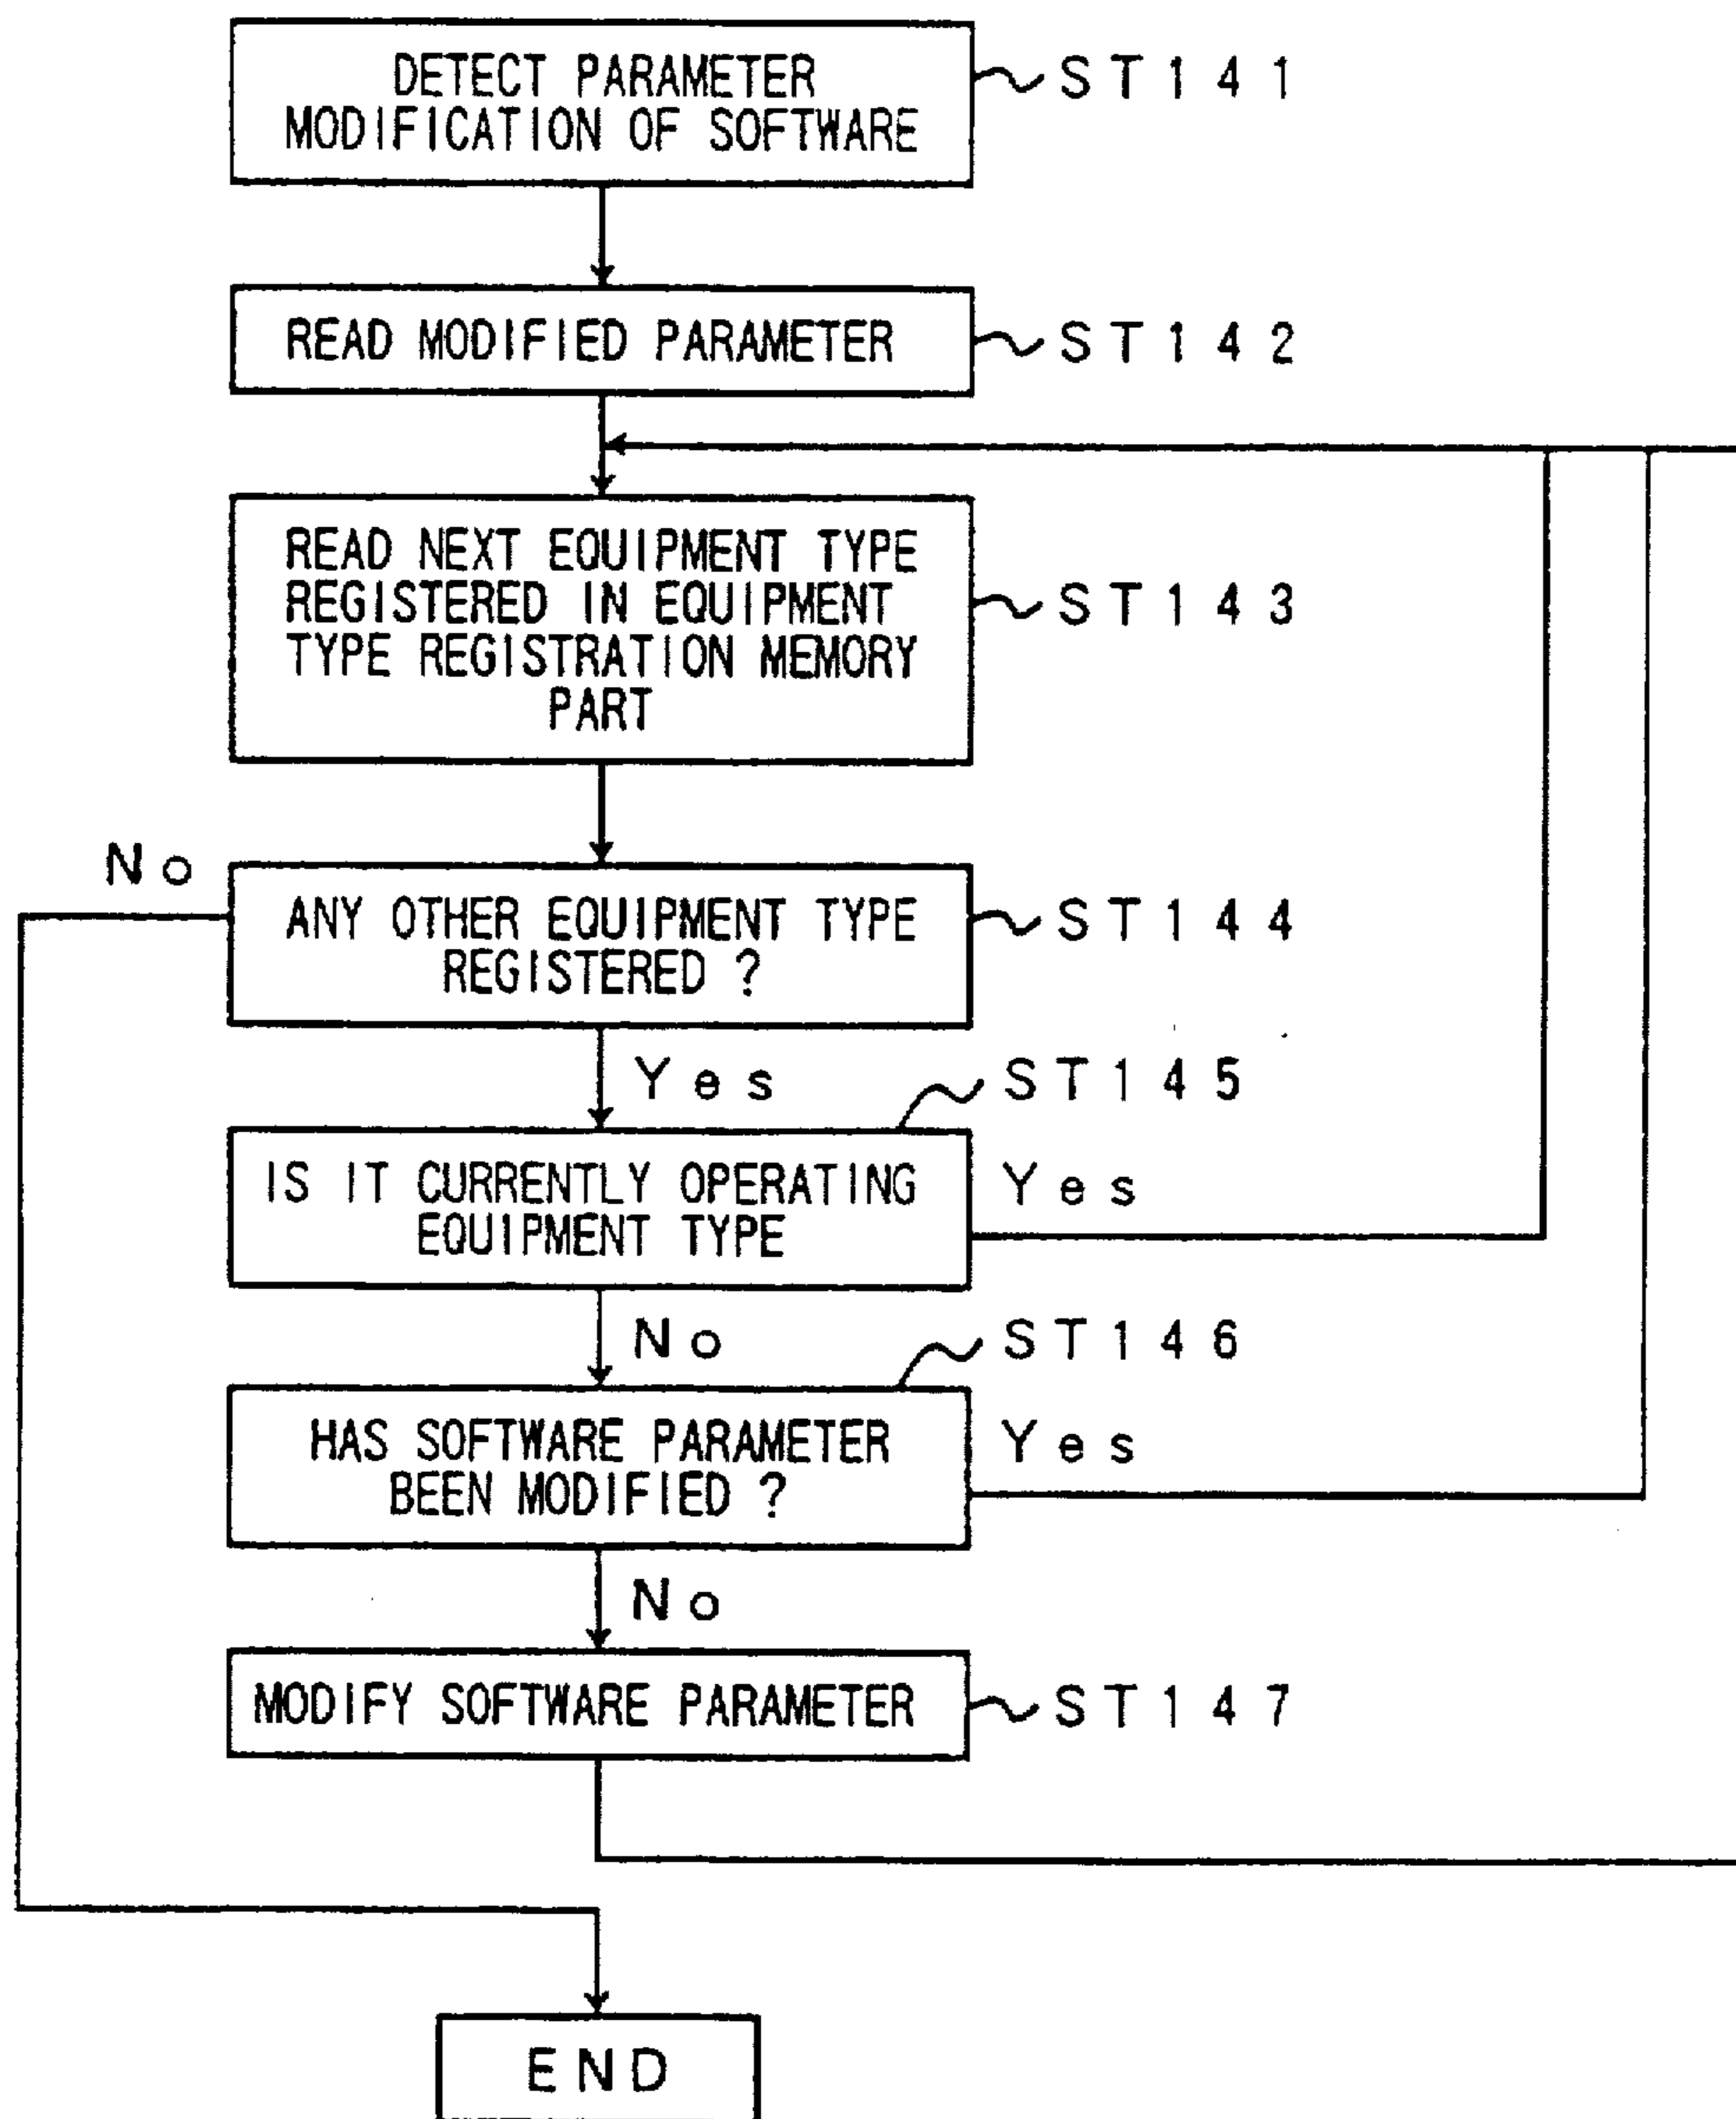 DETECT PARAMETER
MODIFICATION OF SOFTWARE
ST141
READ MODIFIED PARAMETER
ST142
READ NEXT EQUIPMENT TYPE
REGISTERED IN EQUIPMENT
TYPE REGISTRATION MEMORY
PART
ST143
No
ANY OTHER EQUIPMENT TYPE
REGISTERED ?
ST144
Yes
ST145
IS IT CURRENTLY OPERATING
EQUIPMENT TYPE
Yes
No
ST146
HAS SOFTWARE PARAMETER
BEEN MODIFIED ?
Yes
No
MODIFY SOFTWARE PARAMETER
ST147
END